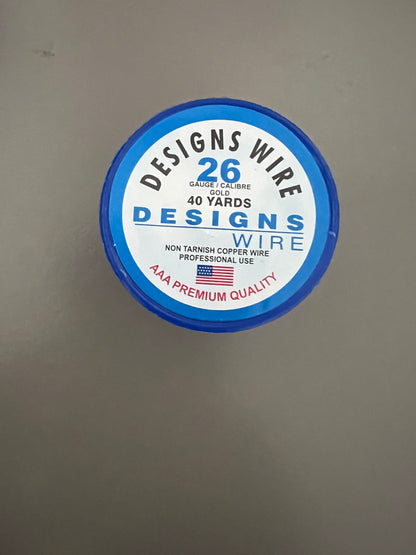 DESIGNS WIRE
26
GAUGE / CALIBRE
GOLD
40 YARDS
DESIGNS
WIRE
NON TARNISH COPPER WIRE
PROFESSIONAL USE
AAA PREMIUM QUALITY